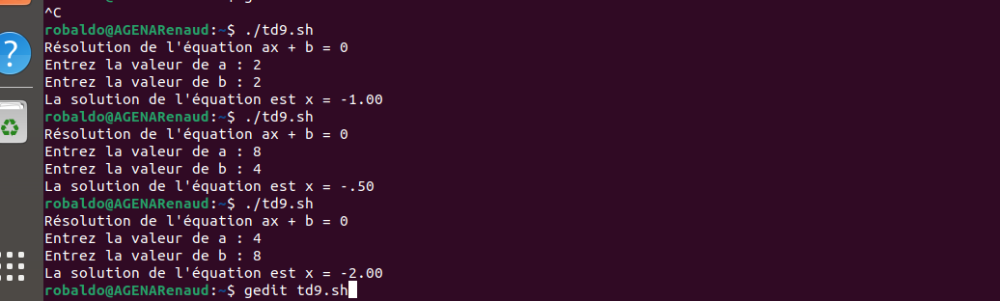 ^C
robaldo@AGENARenaud:~$ ./td9.sh
Résolution de l'équation ax + b = 0
Entrez la valeur de a : 2
Entrez la valeur de b : 2
La solution de l'équation est x = -1.00
robaldo@AGENARenaud:~$ ./td9.sh
Résolution de l'équation ax + b = 0
Entrez la valeur de a : 8
Entrez la valeur de b : 4
La solution de l'équation est x = -.50
robaldo@AGENARenaud:~$ ./td9.sh
Résolution de l'équation ax + b = 0
Entrez la valeur de a : 4
Entrez la valeur de b : 8
La solution de l'équation est x = -2.00
robaldo@AGENARenaud:~$ gedit td9.sh